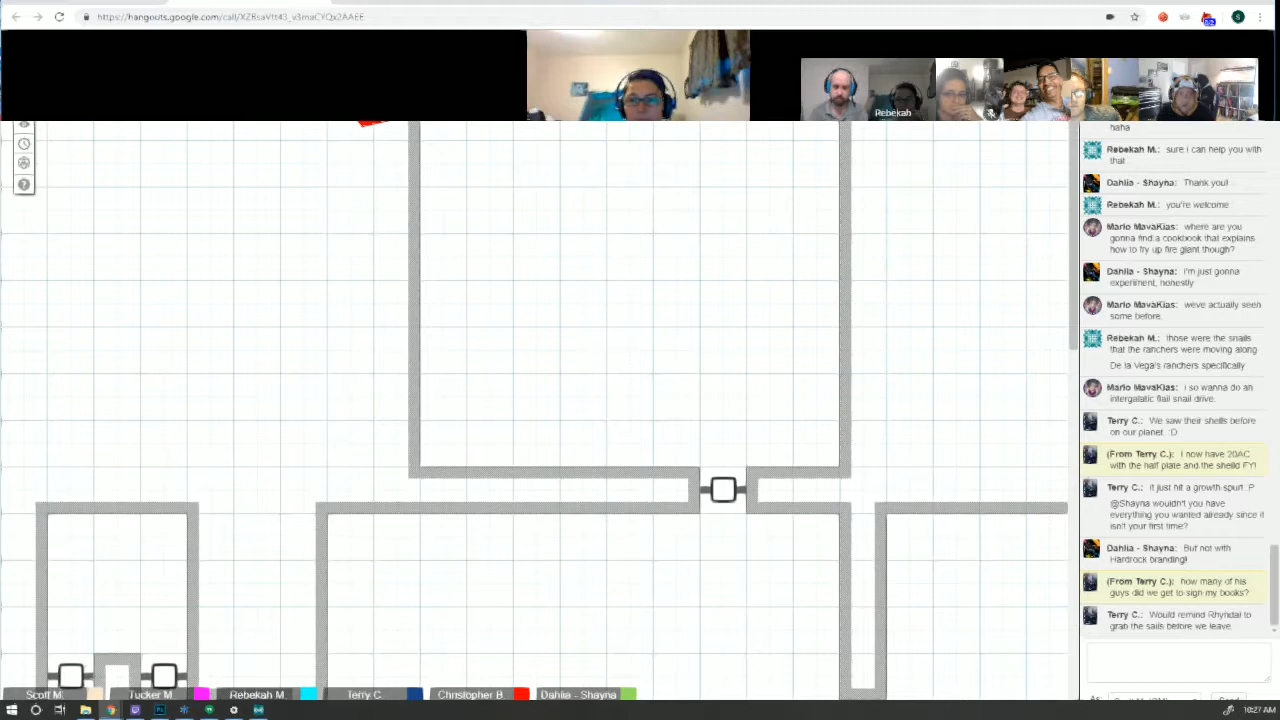 https://hangouts.google.com/call/XZBsaVtt43_v3maCYQx2AAEE
Rebekah
haha
Rebekah M.: sure i can help you with
that
Dahlia - Shayna: Thank you!
Rebekah M.: you're welcome
Mario MavaKias: where are you
gonna find a cookbook that explains
how to fry up fire giant though?
Dahlia - Shayna: i'm just gonna
experiment, honestly
Mario MavaKias: weve actually seen
some before.
Rebekah M.: those were the snails
that the ranchers were moving along
De la Vega's ranchers specifically
Mario MavaKias: i so wanna do an
intergalatic flail snail drive.
Terry C.: We saw their shells before
on our planet. :D
(From Terry C.): I now have 20AC
with the half plate and the sheild FYI
Terry C.: it just hit a growth spurt :P
@Shayna wouldn't you have
everything you wanted already since it
isn't your first time?
Dahlia - Shayna: But not with
Hardrock branding!
(From Terry C.): how many of his
guys did we get to sign my books?
Terry C.: Would remind Rhyndal to
grab the sails before we leave.
As:
Send
Scott M.
Tucker M
Rebekah M
Terry C.
Christopher B.
Dahlia - Shayna
10:27 AM